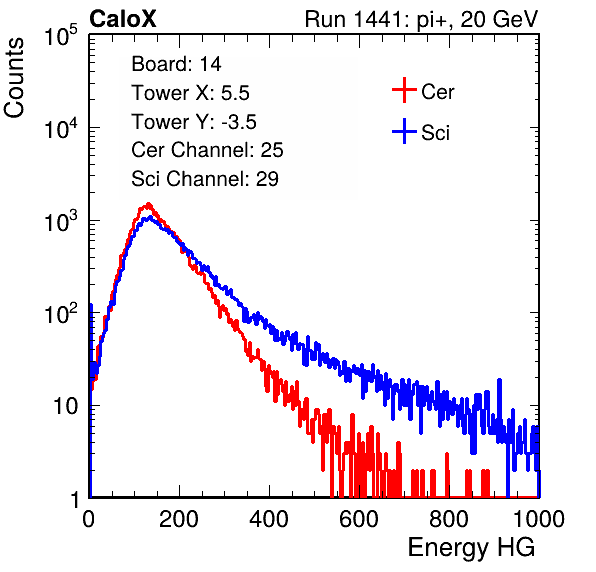 CaloX Run 1441: pi+, 20 GeV
Counts
Board: 14
Tower X: 5.5
Tower Y: -3.5
Cer Channel: 25
Sci Channel: 29
Cer
Sci
10^5
10^4
10^3
10^2
10
1
0 200 400 600 800 1000
Energy HG